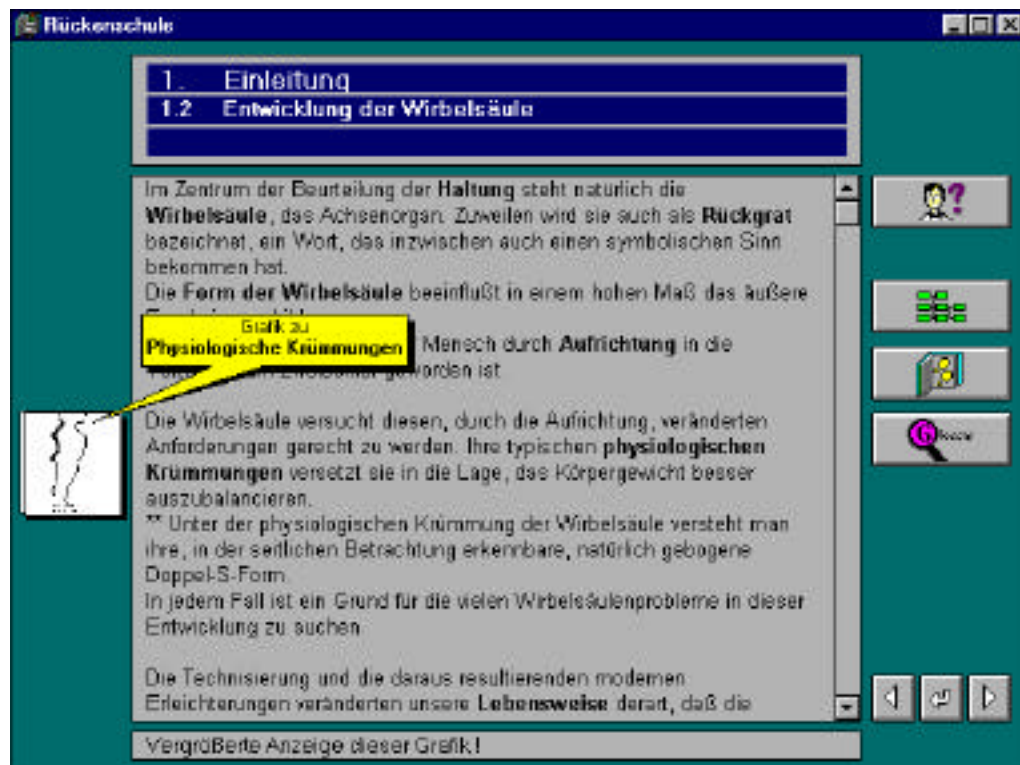 Rückenschule
1. Einleitung
1.2 Entwicklung der Wirbelsäule
Im Zentrum der Beurteilung der Haltung steht natürlich die
Wirbelsäule, das Achsenorgan. Zuweilen wird sie auch als Rückgrat
bezeichnet, ein Wort, das inzwischen auch einen symbolischen Sinn
bekommen hat.
Die Form der Wirbelsäule beeinflußt in einem hohen Maß das äußere
Grafik zu
Physiologische Krümmungen
Mensch durch Aufrichtung in die
geworden ist
Die Wirbelsäule versucht diesen, durch die Aufrichtung, veränderten
Anforderungen gerecht zu werden. Ihre typischen physiologischen
Krümmungen versetzt sie in die Lage, das Körpergewicht besser
auszubalancieren.
** Unter der physiologischen Krümmung der Wirbelsäule versteht man
ihre, in der seitlichen Betrachtung erkennbare, natürlich gebogene
Doppel-S-Form.
In jedem Fall ist ein Grund für die vielen Wirbelsäulenprobleme in dieser
Entwicklung zu suchen
Die Technisierung und die daraus resultierenden modernen
Erleichterungen veränderten unsere Lebensweise derart, daß die
Vergrößerte Anzeige dieser Grafik!